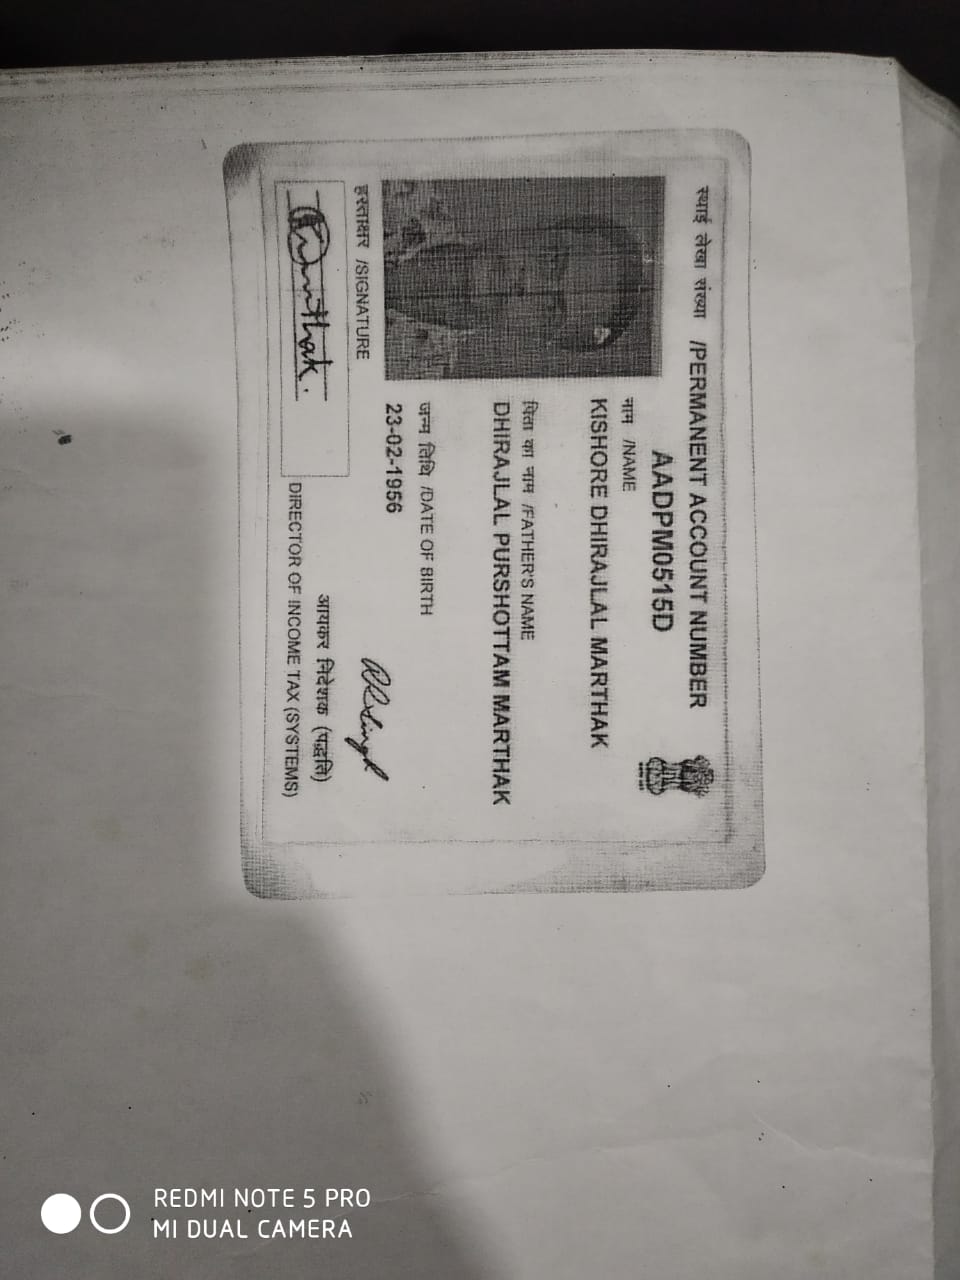 स्थाई लेखा संख्या /PERMANENT ACCOUNT NUMBER
AADPM0515D
नाम /NAME
KISHORE DHIRAJLAL MARTHAK
पिता का नाम /FATHER'S NAME
DHIRAJLAL PURSHOTTAM MARTHAK
जन्म तिथि /DATE OF BIRTH
23-02-1956
हस्ताक्षर /SIGNATURE
आयकर निदेशक (पद्धति)
DIRECTOR OF INCOME TAX (SYSTEMS)
REDMI NOTE 5 PRO
MI DUAL CAMERA